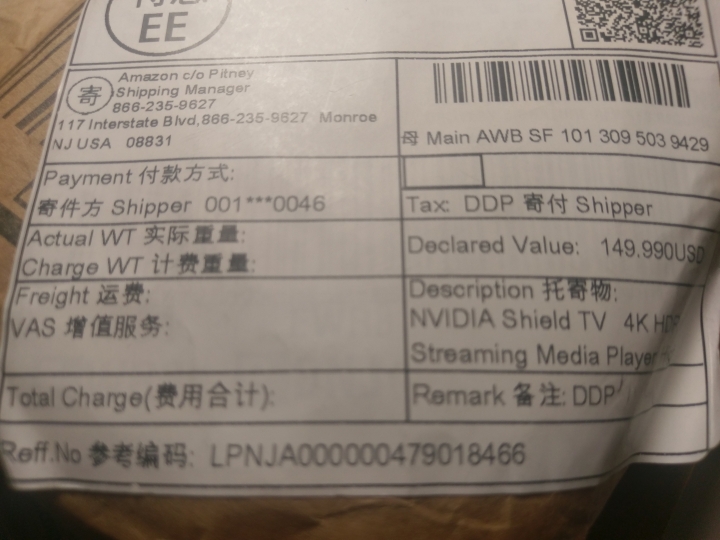 EE
寄
Amazon c/o Pitney
Shipping Manager
866-235-9627
117 Interstate Blvd,866-235-9627 Monroe
NJ USA 08831
母 Main AWB SF 101 309 503 9429
Payment 付款方式:
寄件方 Shipper 001***0046
Tax: DDP 寄付 Shipper
Actual WT 实际重量:
Charge WT 计费重量:
Declared Value: 149.990USD
Freight 运费:
VAS 增值服务:
Description 托寄物:
NVIDIA Shield TV 4K HDR
Streaming Media Player
Total Charge(费用合计):
Remark 备注: DDP
Reff.No 参考编码: LPNJA000000479018466